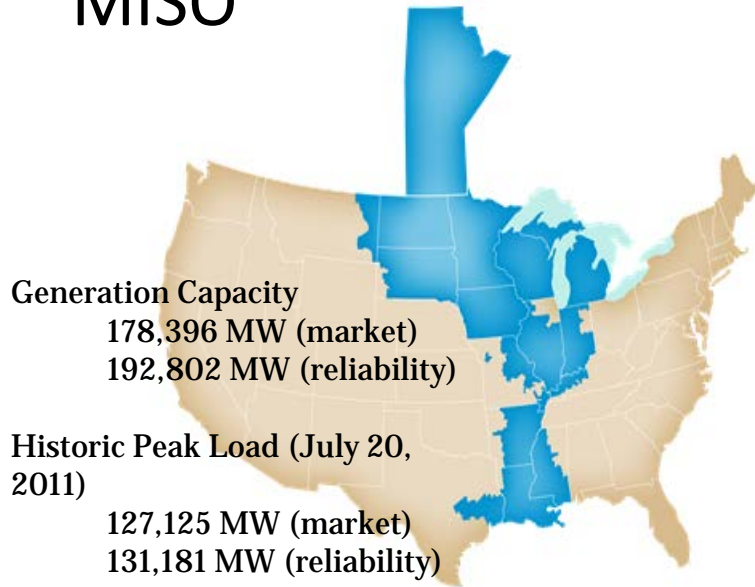 MISO
Generation Capacity
178,396 MW (market)
192,802 MW (reliability)
Historic Peak Load (July 20,
2011)
127,125 MW (market)
131,181 MW (reliability)